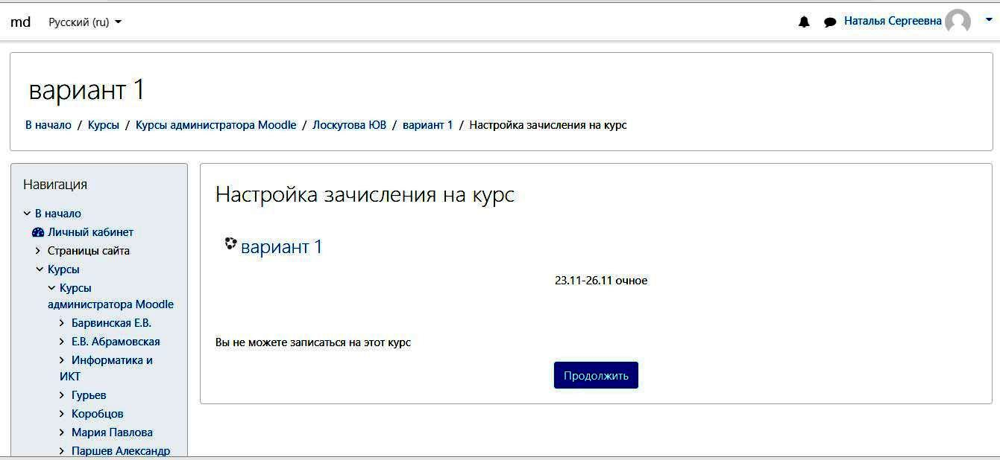 md Русский (ru) Наталья Сергеевна
вариант 1
В начало / Курсы / Курсы администратора Moodle / Лоскутова ЮВ / вариант 1 / Настройка зачисления на курс
Навигация
В начало
Личный кабинет
Страницы сайта
Курсы
Курсы
администратора Moodle
Барвинская Е.В.
Е.В. Абрамовская
Информатика и
ИКТ
Гурьев
Коробцов
Мария Павлова
Паршев Александр
Настройка зачисления на курс
вариант 1
23.11-26.11 очное
Вы не можете записаться на этот курс
Продолжить